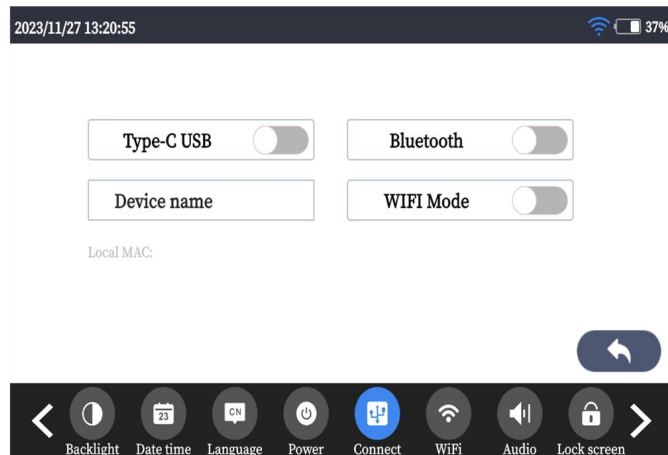 2023/11/27 13:20:55 37%
Type-C USB Bluetooth
Device name WIFI Mode
Local MAC:
23 CN
Backlight Date time Language Power Connect WiFi Audio Lock screen